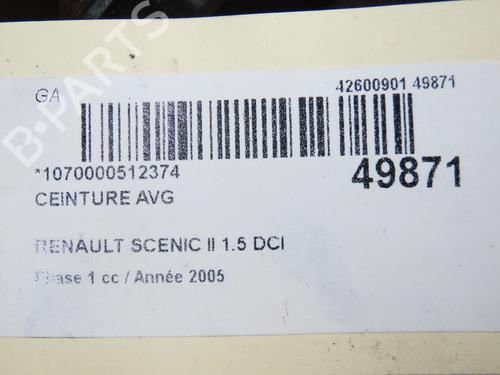 B-PARTS
GA
42600901 49871
*1070000512374
49871
CEINTURE AVG
RENAULT SCENIC II 1.5 DCI
Phase 1 cc / Année 2005